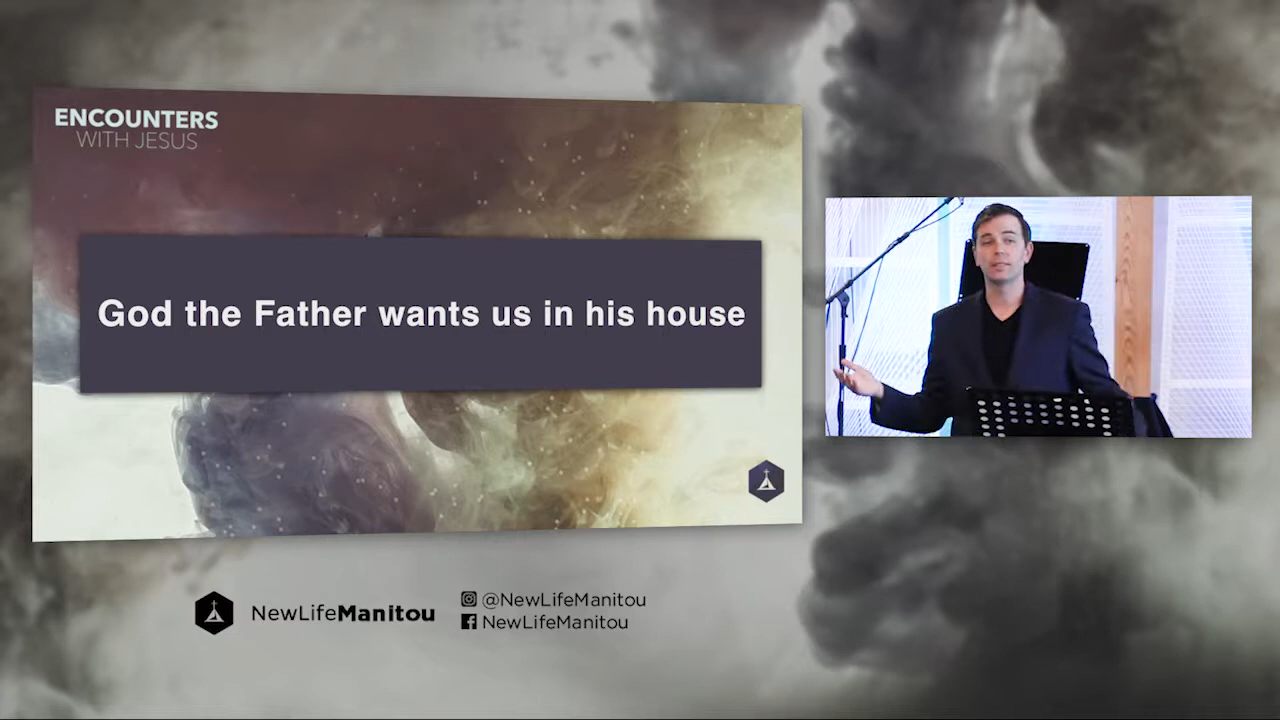 ENCOUNTERS
WITH JESUS
God the Father wants us in his house
NewLifeManitou
@NewLifeManitou
NewLifeManitou